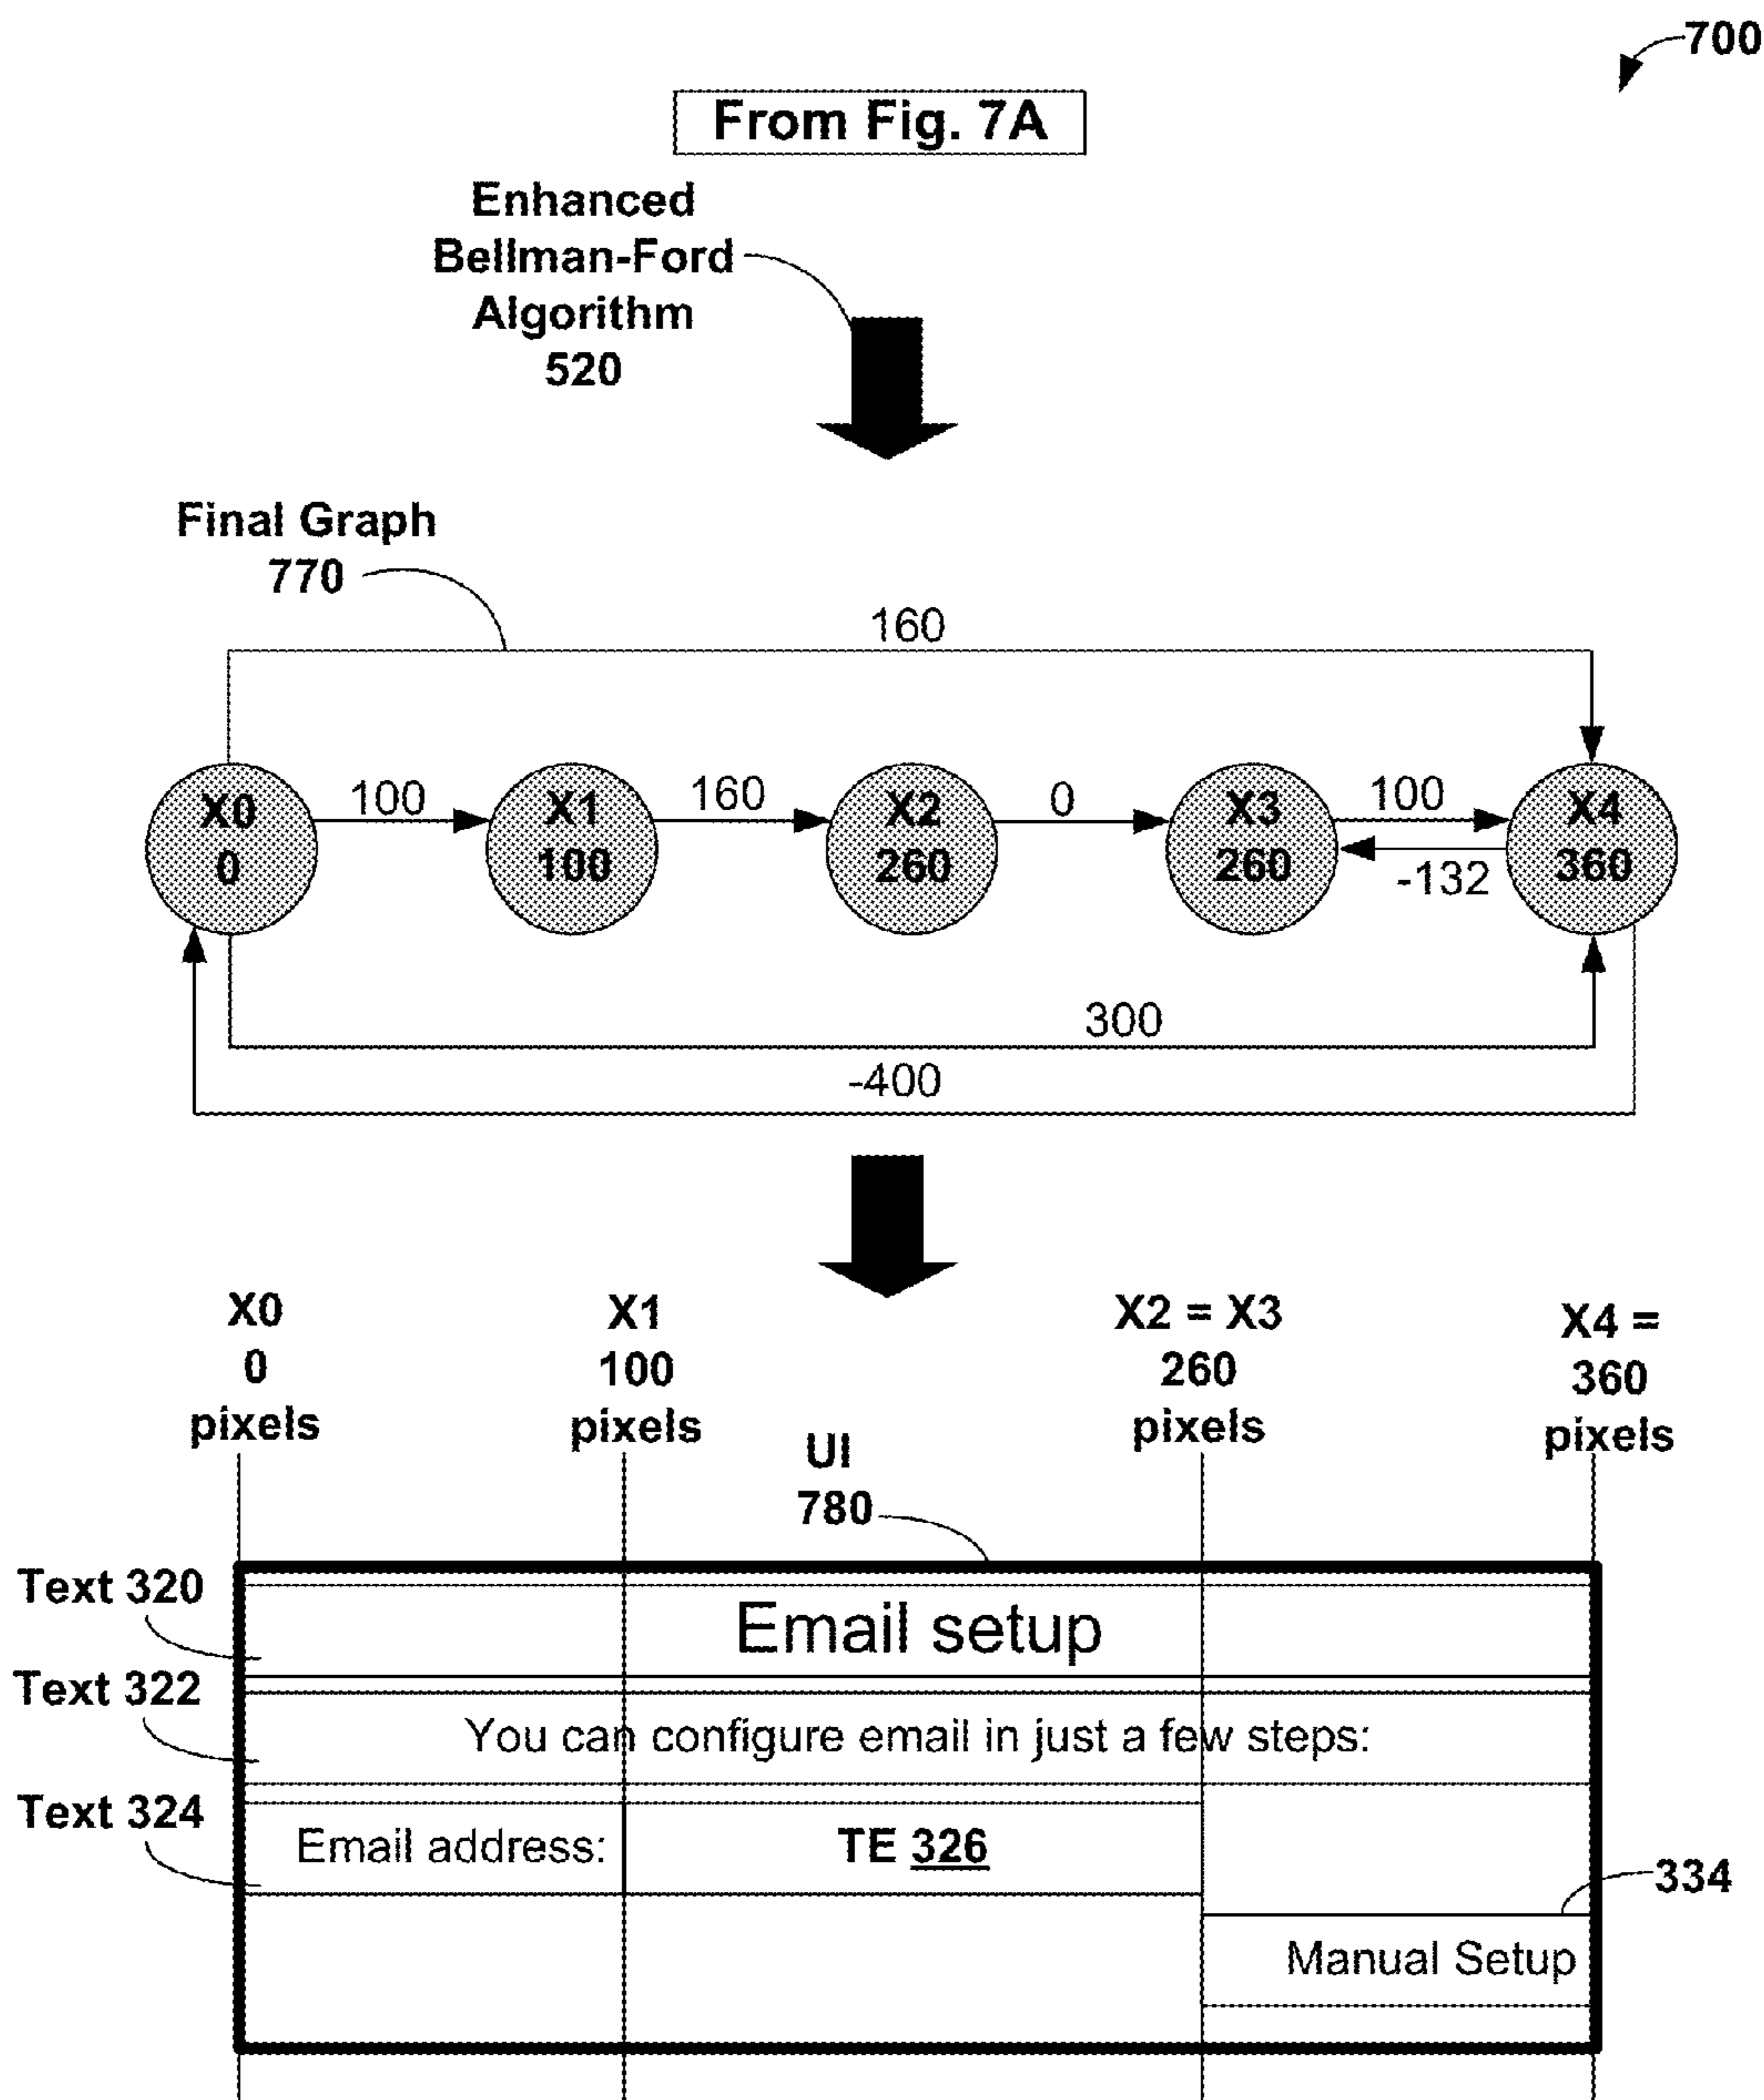 700
From Fig. 7A
Enhanced
Bellman-Ford
Algorithm
520
Final Graph
770
160
100
160
0
100
X0
0
X1
100
X2
260
X3
260
X4
360
-132
300
-400
X0
0
pixels
X1
100
pixels
X2 = X3
260
pixels
X4 =
360
pixels
UI
780
Text 320
Email setup
Text 322
You can configure email in just a few steps:
Text 324
Email address:
TE 326
334
Manual Setup